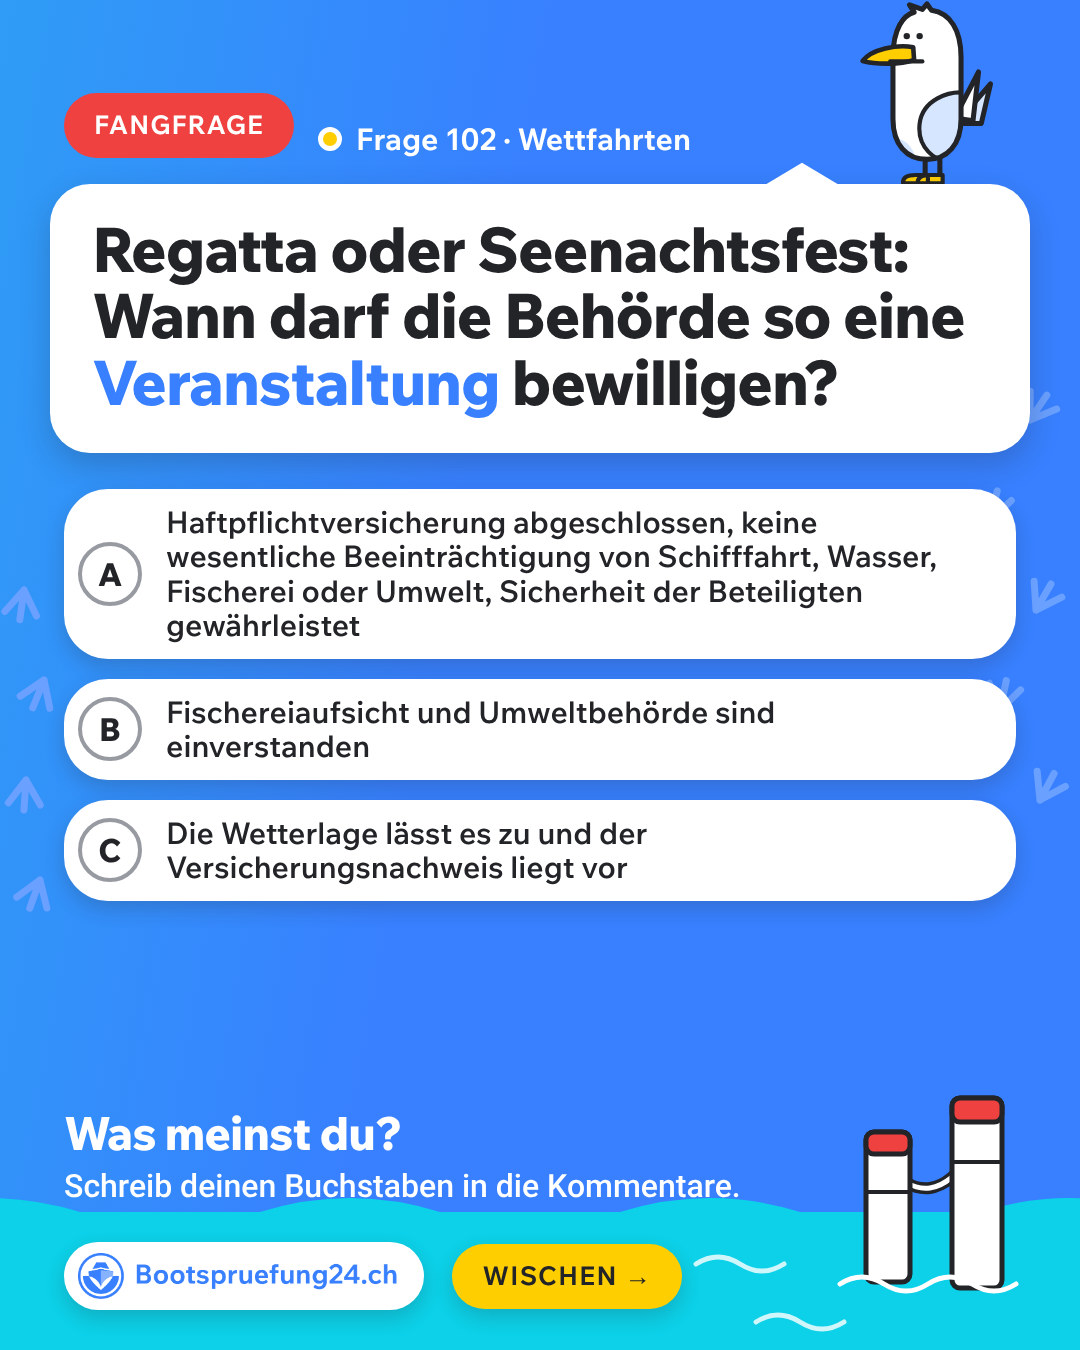 FANGFRAGE
Frage 102 · Wettfahrten
Regatta oder Seenachtsfest:
Wann darf die Behörde so eine
Veranstaltung bewilligen?
A
Haftpflichtversicherung abgeschlossen, keine
wesentliche Beeinträchtigung von Schifffahrt, Wasser,
Fischerei oder Umwelt, Sicherheit der Beteiligten
gewährleistet
B
Fischereiaufsicht und Umweltbehörde sind
einverstanden
C
Die Wetterlage lässt es zu und der
Versicherungsnachweis liegt vor
Was meinst du?
Schreib deinen Buchstaben in die Kommentare.
Bootspruefung24.ch
WISCHEN →